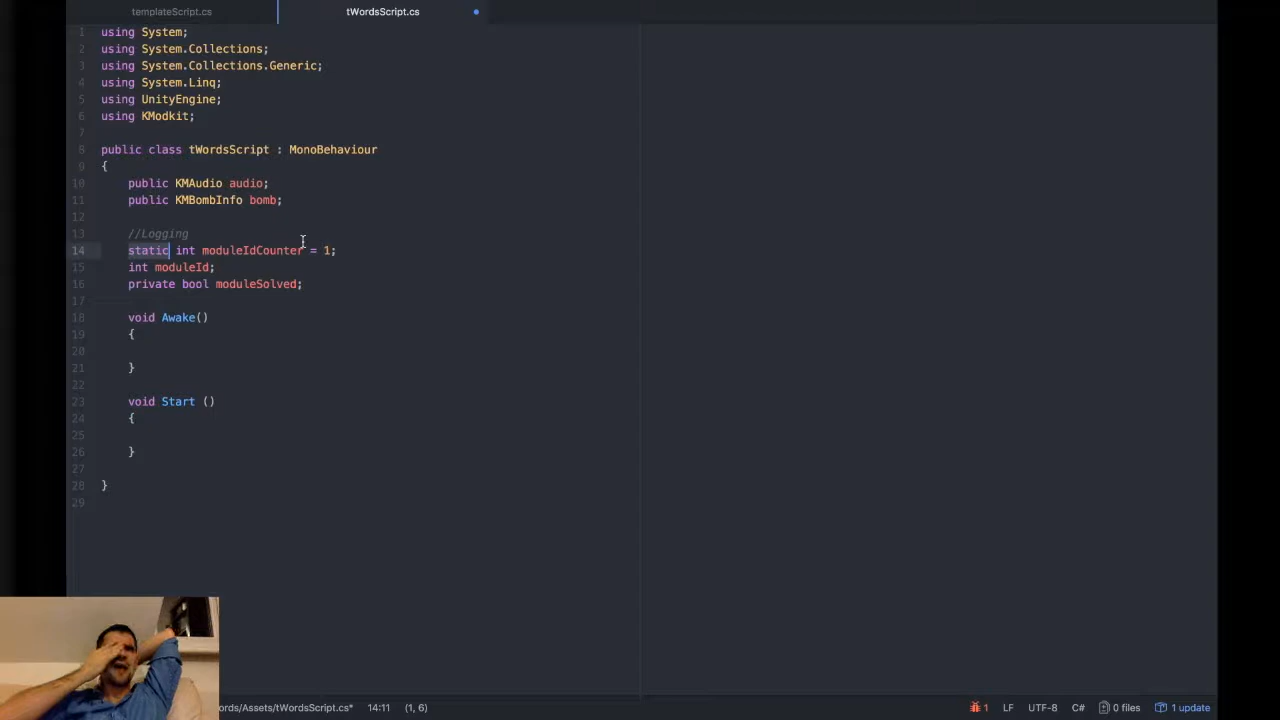 templateScript.cs
tWordsScript.cs
1 using System;
2 using System.Collections;
3 using System.Collections.Generic;
4 using System.Linq;
5 using UnityEngine;
6 using KModkit;
7
8 public class tWordsScript : MonoBehaviour
9 {
10 public KMAudio audio;
11 public KMBombInfo bomb;
12
13 //Logging
14 static int moduleIdCounter = 1;
15 int moduleId;
16 private bool moduleSolved;
17
18 void Awake()
19 {
20
21 }
22
23 void Start ()
24 {
25
26 }
27
28 }
29
ords/Assets/tWordsScript.cs* 14:11 (1, 6) 1 LF UTF-8 C# 0 files 1 update